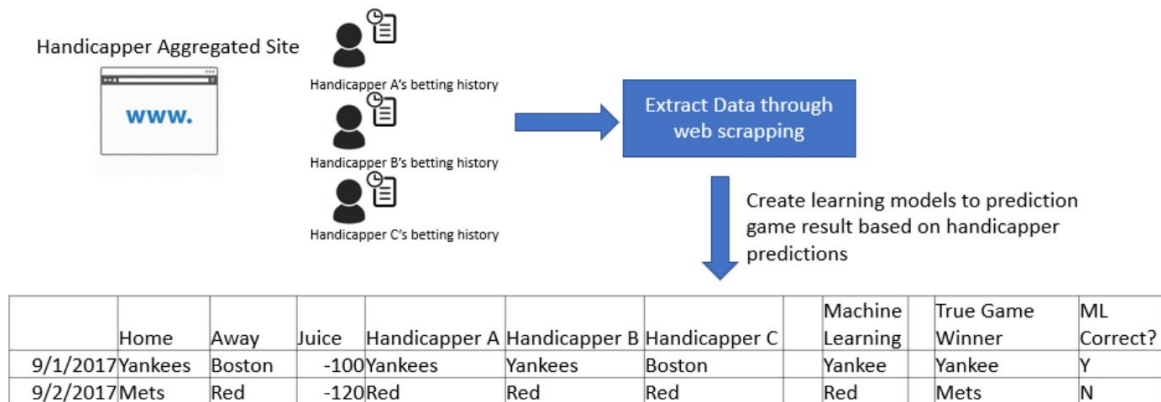 Handicapper Aggregated Site
www.
Handicapper A's betting history
Handicapper B's betting history
Handicapper C's betting history
Extract Data through
web scrapping
Create learning models to prediction
game result based on handicapper
predictions
Home Away Juice Handicapper A Handicapper B Handicapper C Machine Learning True Game Winner ML Correct?
9/1/2017 Yankees Boston -100 Yankees Yankees Boston Yankee Yankee Y
9/2/2017 Mets Red -120 Red Red Red Red Mets N